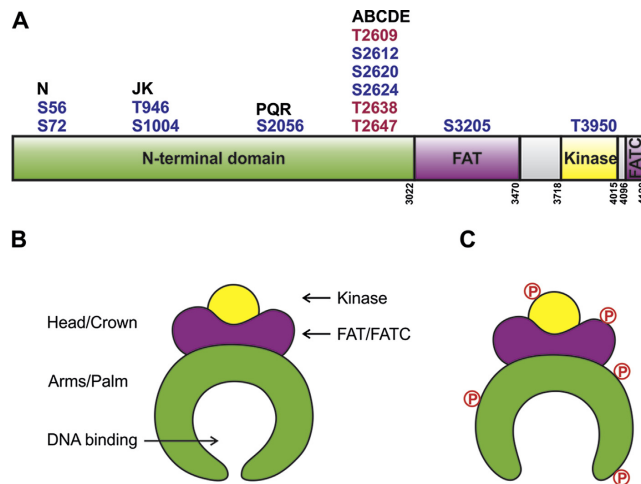 A
ABCDE
T2609
S2612
S2620
S2624
T2638
T2647
N
S56
S72
JK
T946
S1004
PQR
S2056
S3205
T3950
N-terminal domain
FAT
Kinase
FATC
3022
3470
3718
4015
4096
B
C
Head/Crown
Kinase
FAT/FATC
Arms/Palm
DNA binding
P
P
P
P
P